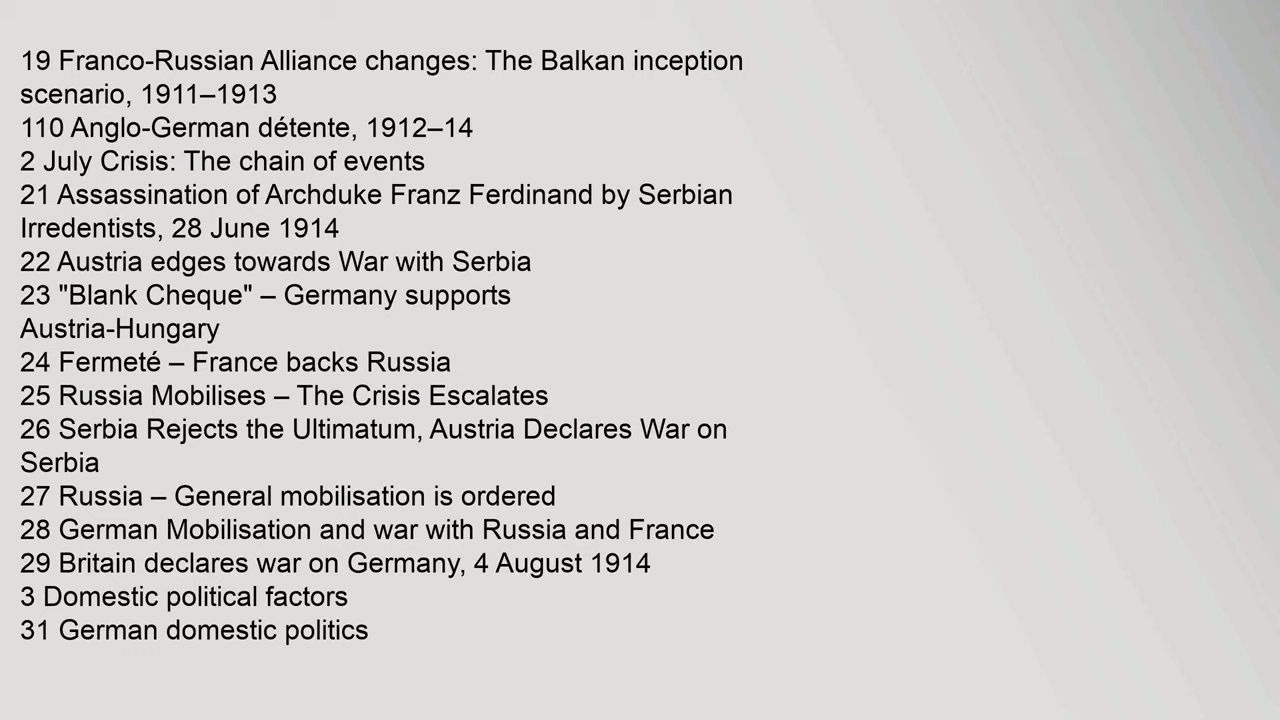 19 Franco-Russian Alliance changes: The Balkan inception
scenario, 1911–1913
110 Anglo-German détente, 1912–14
2 July Crisis: The chain of events
21 Assassination of Archduke Franz Ferdinand by Serbian
Irredentists, 28 June 1914
22 Austria edges towards War with Serbia
23 "Blank Cheque" – Germany supports
Austria-Hungary
24 Fermeté – France backs Russia
25 Russia Mobilises – The Crisis Escalates
26 Serbia Rejects the Ultimatum, Austria Declares War on
Serbia
27 Russia – General mobilisation is ordered
28 German Mobilisation and war with Russia and France
29 Britain declares war on Germany, 4 August 1914
3 Domestic political factors
31 German domestic politics